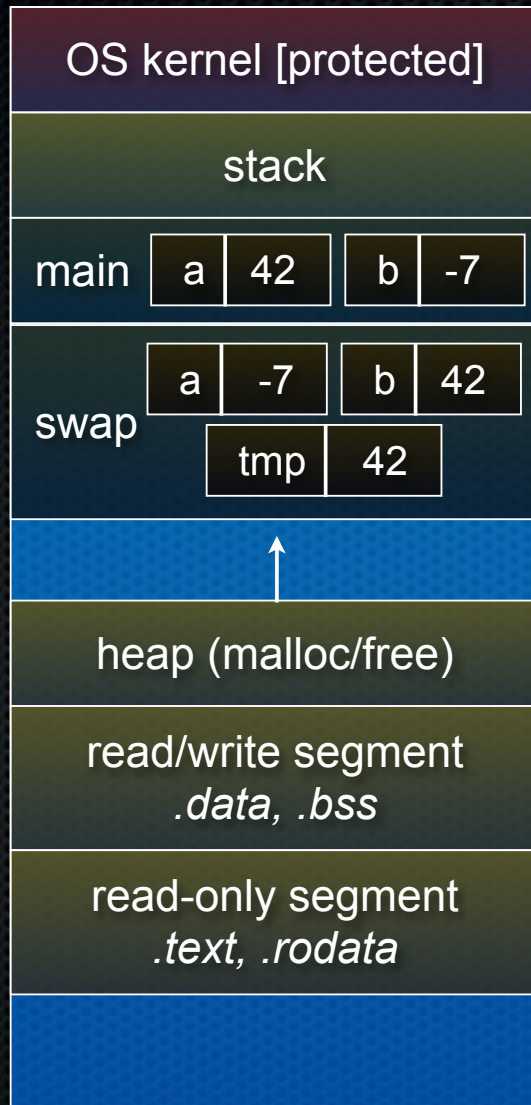 OS kernel [protected]
stack
main a 42 b -7
a -7 b 42
swap
tmp 42
heap (malloc/free)
read/write segment
.data, .bss
read-only segment
.text, .rodata